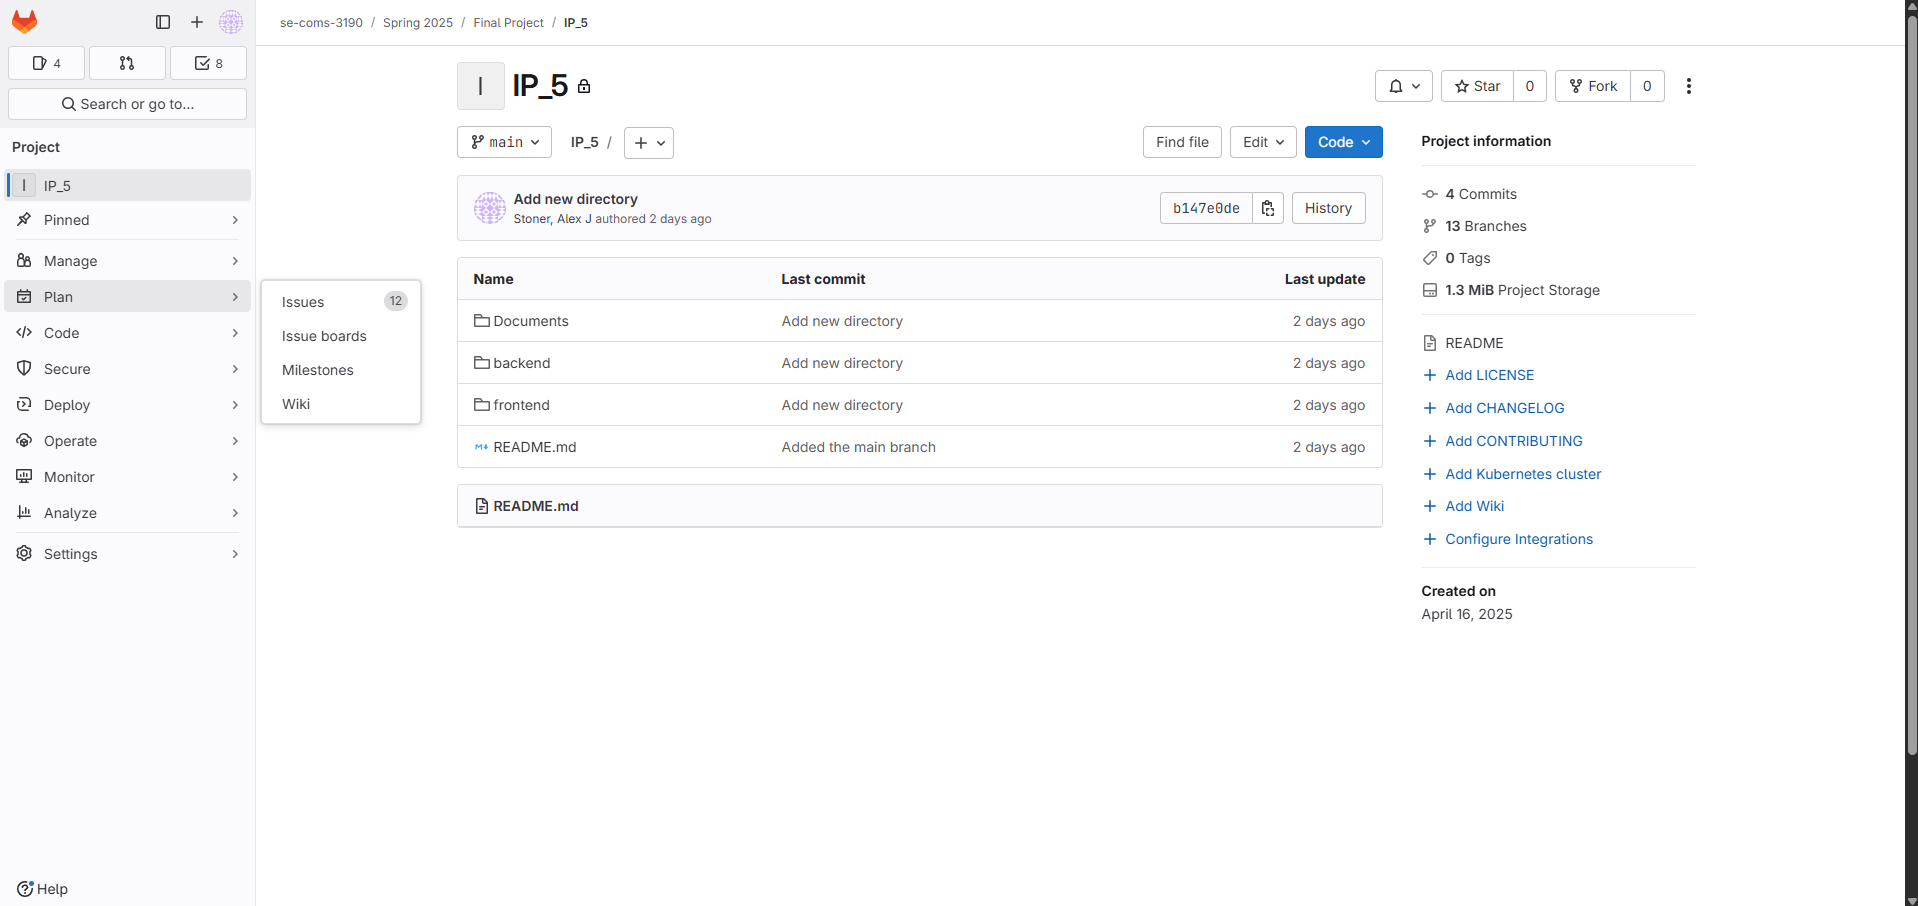 se-coms-3190 / Spring 2025 / Final Project / IP_5
4
8
Search or go to...
Project
I IP_5
Pinned
Manage
Plan
Code
Secure
Deploy
Operate
Monitor
Analyze
Settings
Help
Issues 12
Issue boards
Milestones
Wiki
I IP_5
Star 0
Fork 0
main
IP_5 /
Find file
Edit
Code
Add new directory
Stoner, Alex J authored 2 days ago
b147e0de
History
Name Last commit Last update
Documents Add new directory 2 days ago
backend Add new directory 2 days ago
frontend Add new directory 2 days ago
README.md Added the main branch 2 days ago
README.md
Project information
4 Commits
13 Branches
0 Tags
1.3 MiB Project Storage
README
Add LICENSE
Add CHANGELOG
Add CONTRIBUTING
Add Kubernetes cluster
Add Wiki
Configure Integrations
Created on
April 16, 2025